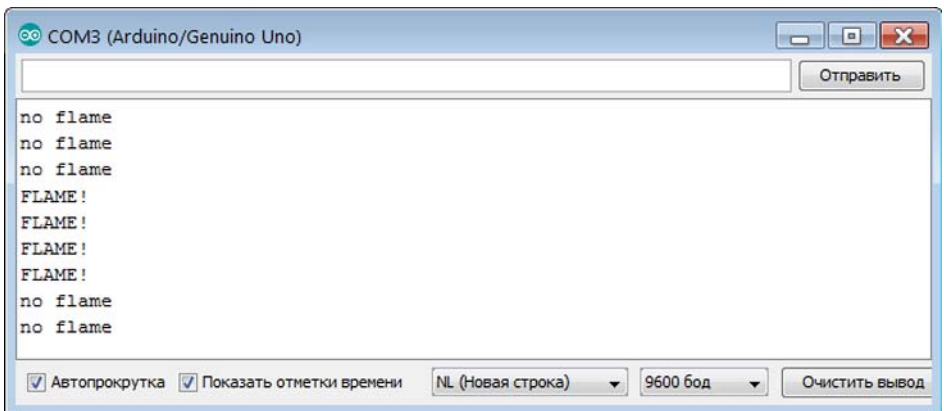 COM3 (Arduino/Genuino Uno)
Отправить
no flame
no flame
no flame
FLAME!
FLAME!
FLAME!
FLAME!
no flame
no flame
Автопрокрутка Показать отметки времени NL (Новая строка) 9600 бод Очистить вывод